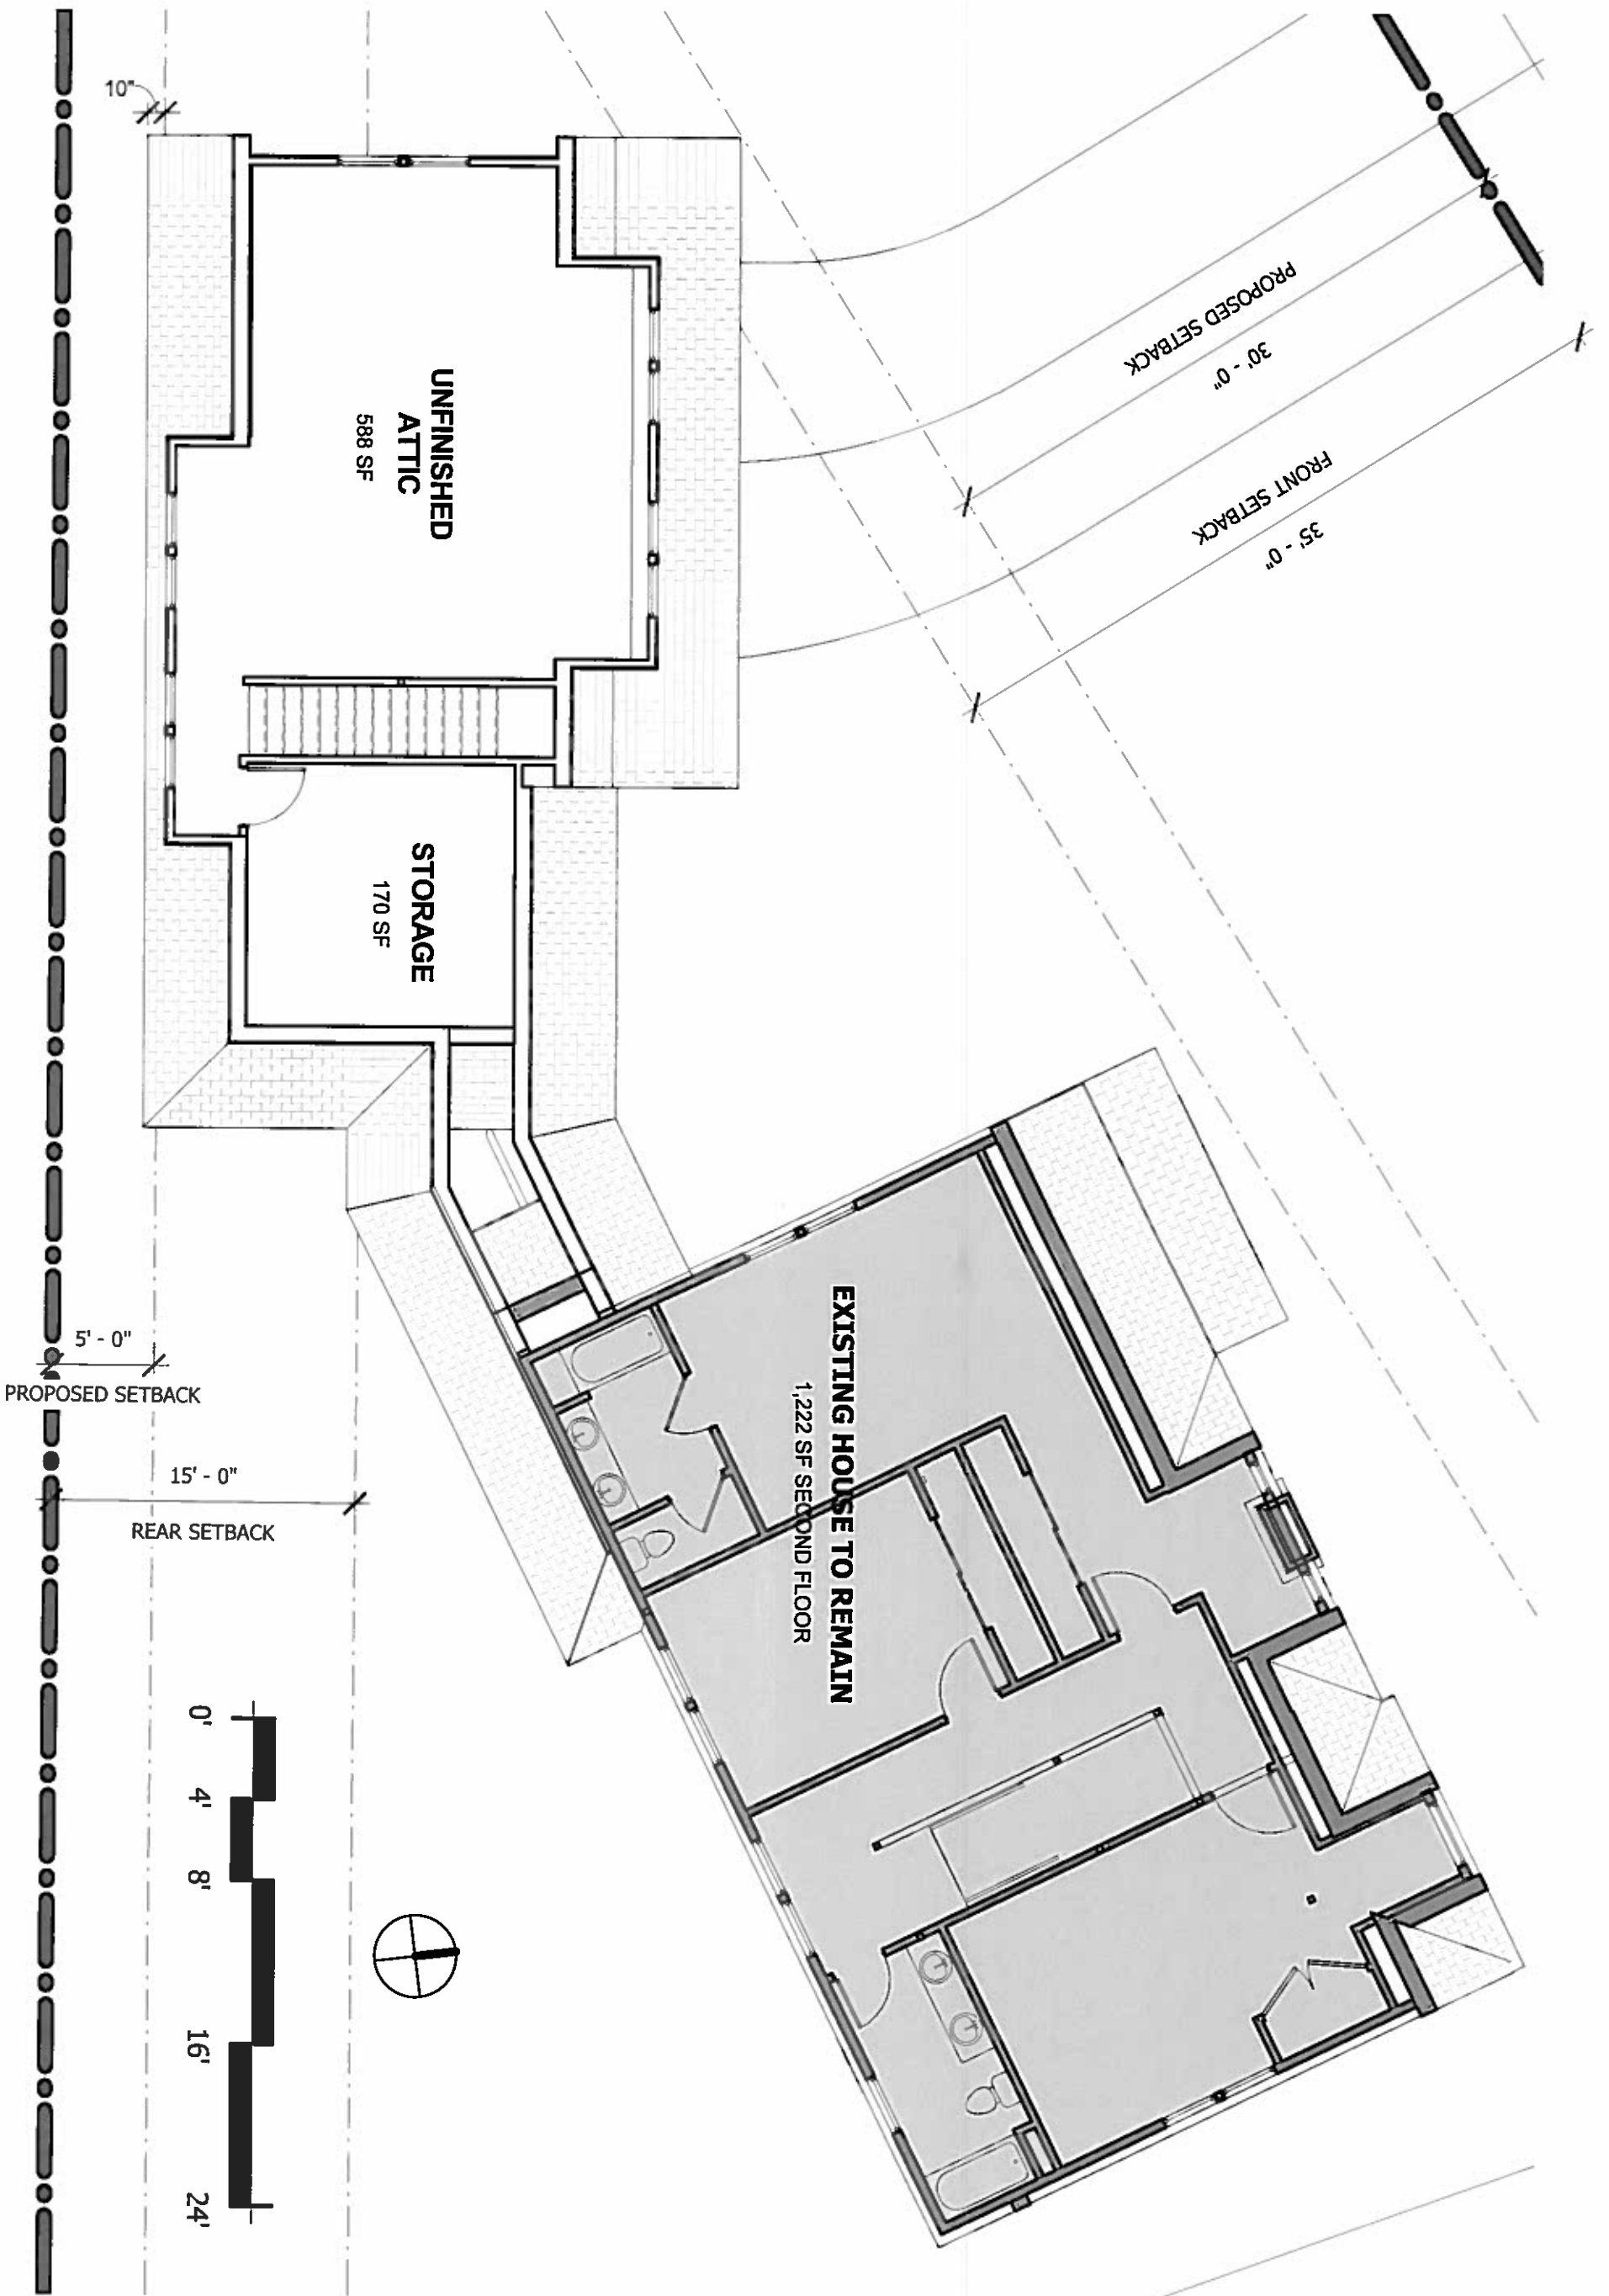 10"
PROPOSED SETBACK
30' - 0"
FRONT SETBACK
35' - 0"
UNFINISHED
ATTIC
588 SF
STORAGE
170 SF
EXISTING HOUSE TO REMAIN
1,222 SF SECOND FLOOR
5' - 0"
PROPOSED SETBACK
15' - 0"
REAR SETBACK
0'
4'
8'
16'
24'